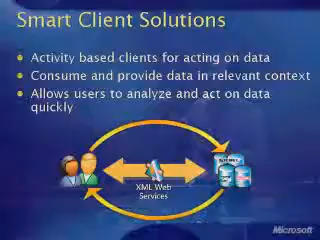 Smart Client Solutions
Activity based clients for acting on data
Consume and provide data in relevant context
Allows users to analyze and act on data
quickly
XML Web
Services
Microsoft